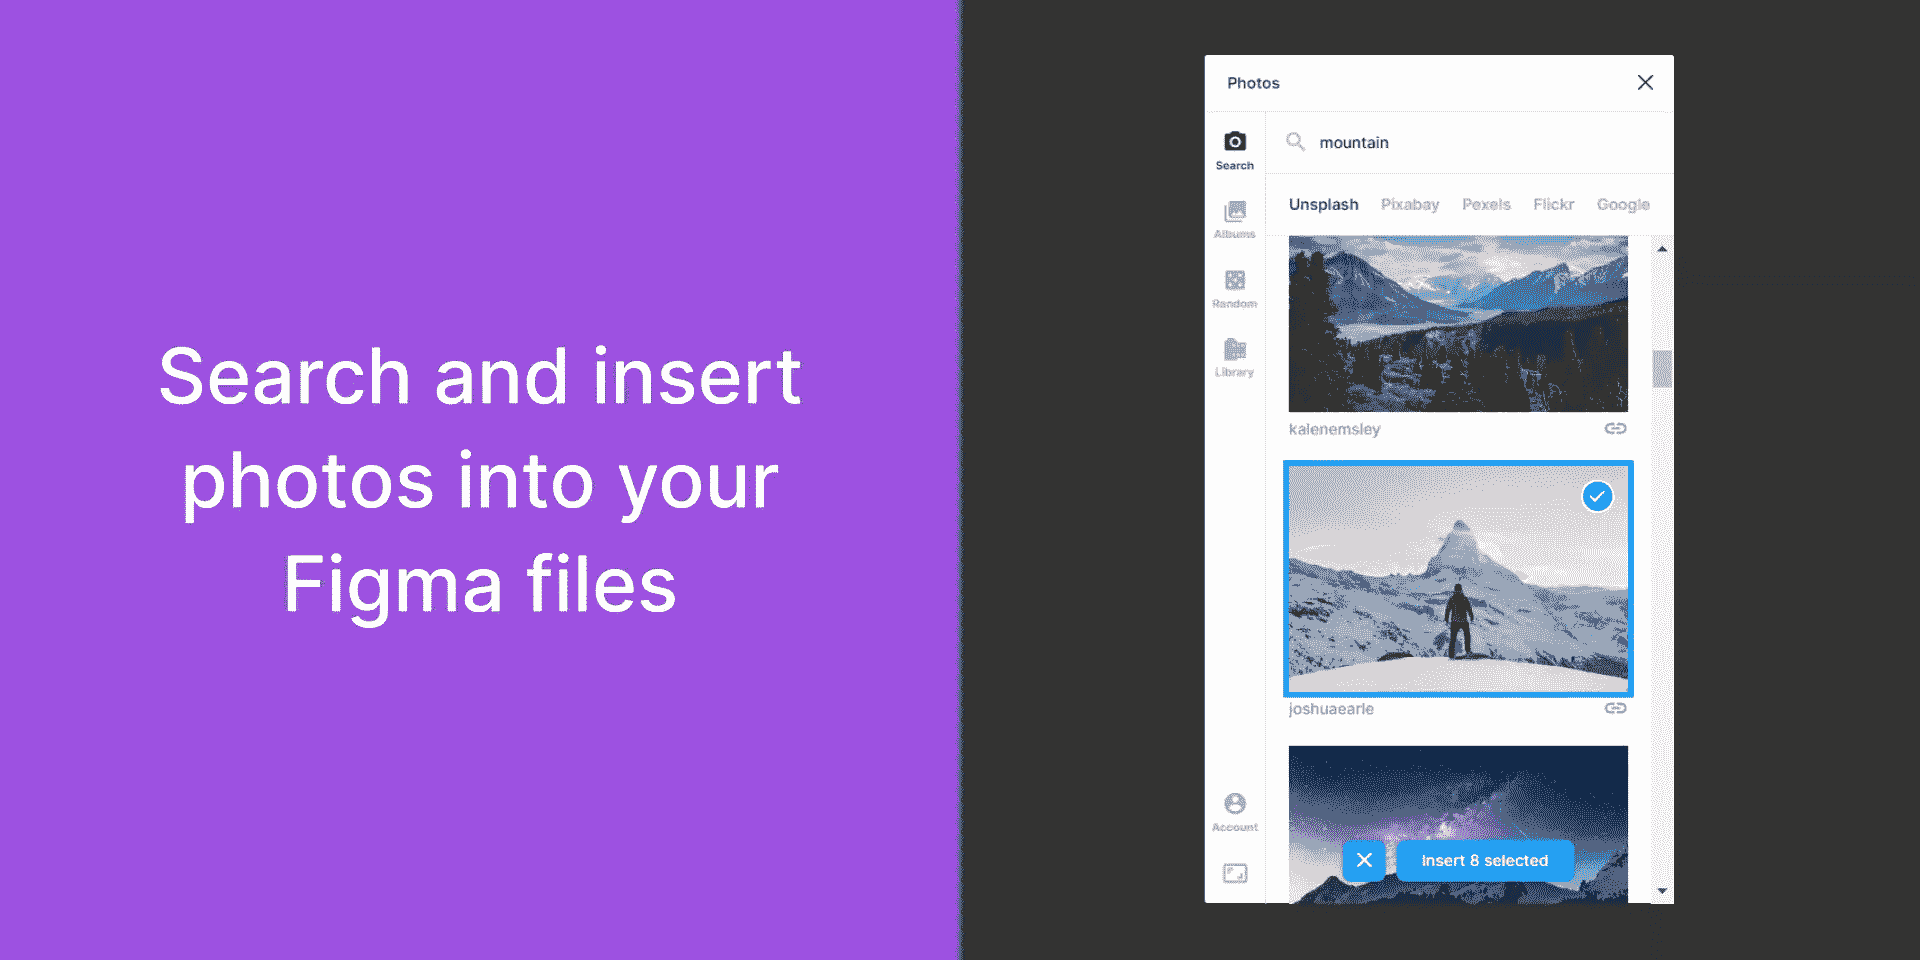 Search and insert
photos into your
Figma files
Photos
Search
mountain
Albums
Unsplash Pixabay Pexels Flickr Google
Random
Library
kalenemsley
joshuaearle
Account
Insert 8 selected